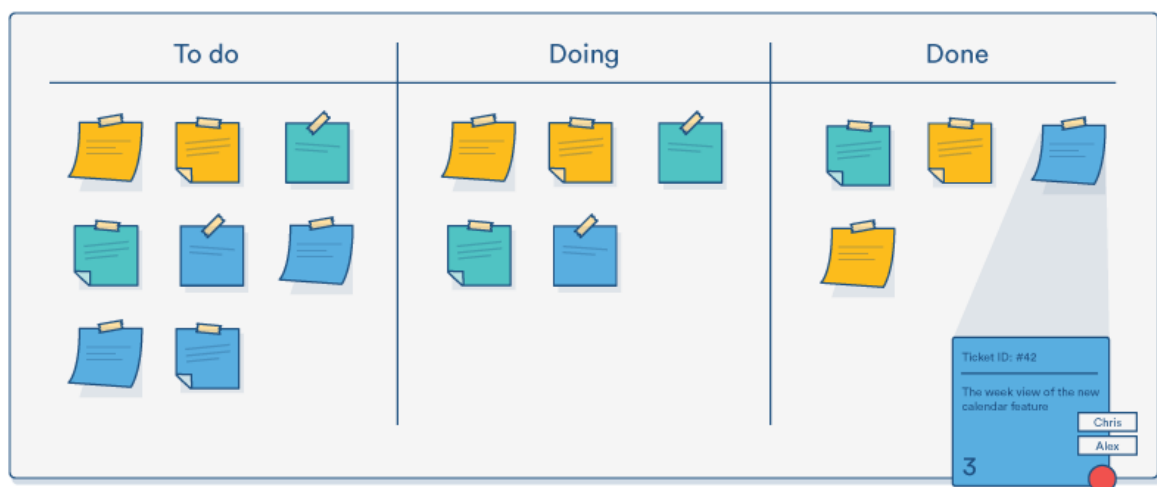 To do
Doing
Done
Ticket ID: #42
The week view of the new
calendar feature
Chris
Alex
3